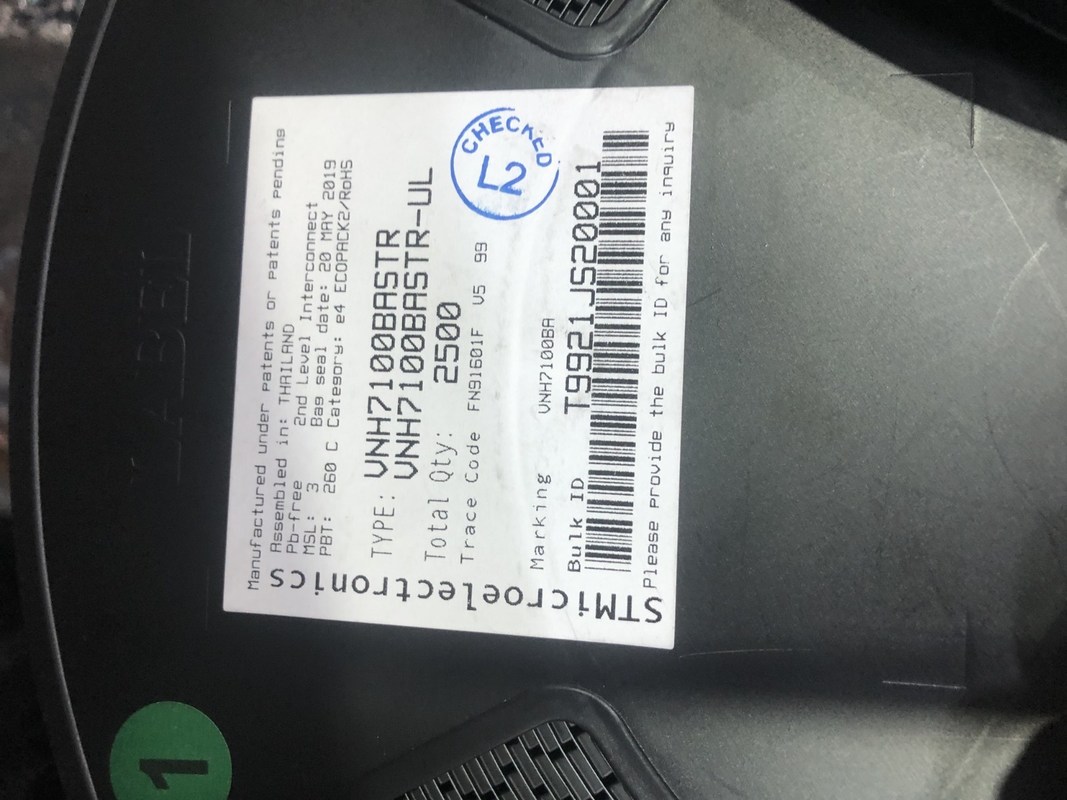 Manufactured under patents or patents pending
Assembled in: THAILAND
Pb-free 2nd Level Interconnect
MSL: 3 Bag seal date: 20 MAY 2019
PBT: 260 C Category: e4 ECOPACK2/RoHS
TYPE: VNH7100BASTR
VNH7100BASTR-UL
Total Qty: 2500
Trace Code FN91601F V5 99
Marking VNH7100BA
Bulk ID T9921JS20001
Please provide the bulk ID for any inquiry
STMicroelectronics
CHECKED
L2
LABEL
1